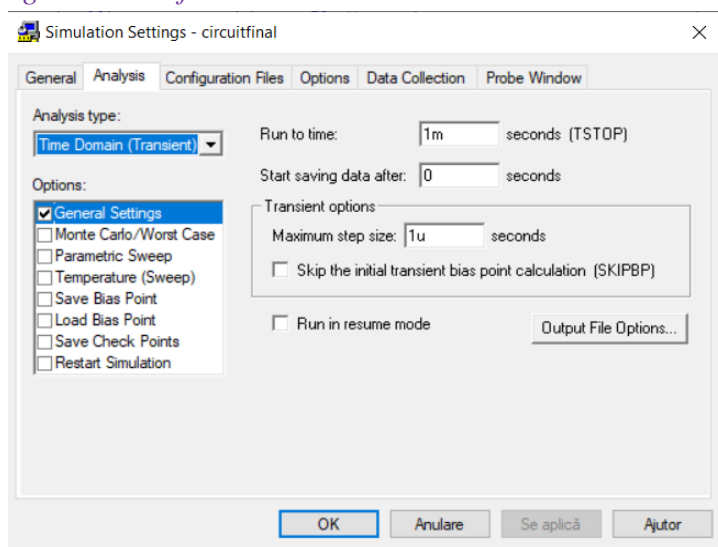 Simulation Settings - circuitfinal
General Analysis Configuration Files Options Data Collection Probe Window
Analysis type:
Time Domain (Transient)
Run to time: 1m seconds (TSTOP)
Start saving data after: 0 seconds
Options:
General Settings
Monte Carlo/Worst Case
Parametric Sweep
Temperature (Sweep)
Save Bias Point
Load Bias Point
Save Check Points
Restart Simulation
Transient options
Maximum step size: 1u seconds
Skip the initial transient bias point calculation (SKIPBP)
Run in resume mode
Output File Options...
OK Anulare Se aplică Ajutor